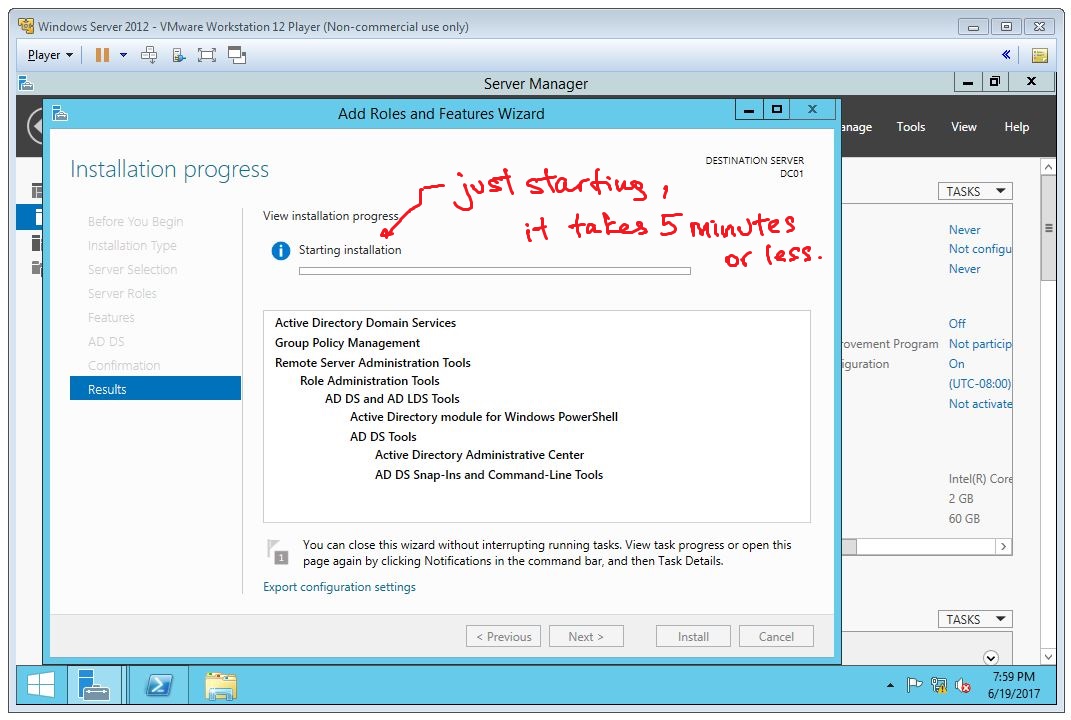 Windows Server 2012 - VMware Workstation 12 Player (Non-commercial use only)
Player
Server Manager
Add Roles and Features Wizard
anage Tools View Help
Installation progress
DESTINATION SERVER
DC01
just starting,
it takes 5 minutes
or less.
Before You Begin
Installation Type
Server Selection
Server Roles
Features
AD DS
Confirmation
Results
View installation progress
Starting installation
Active Directory Domain Services
Group Policy Management
Remote Server Administration Tools
Role Administration Tools
AD DS and AD LDS Tools
Active Directory module for Windows PowerShell
AD DS Tools
Active Directory Administrative Center
AD DS Snap-Ins and Command-Line Tools
1
You can close this wizard without interrupting running tasks. View task progress or open this
page again by clicking Notifications in the command bar, and then Task Details.
Export configuration settings
< Previous
Next >
Install
Cancel
TASKS
Never
Not configu
Never
Off
rovement Program Not particip
iguration On
(UTC-08:00)
Not activate
Intel(R) Core
2 GB
60 GB
TASKS
7:59 PM
6/19/2017